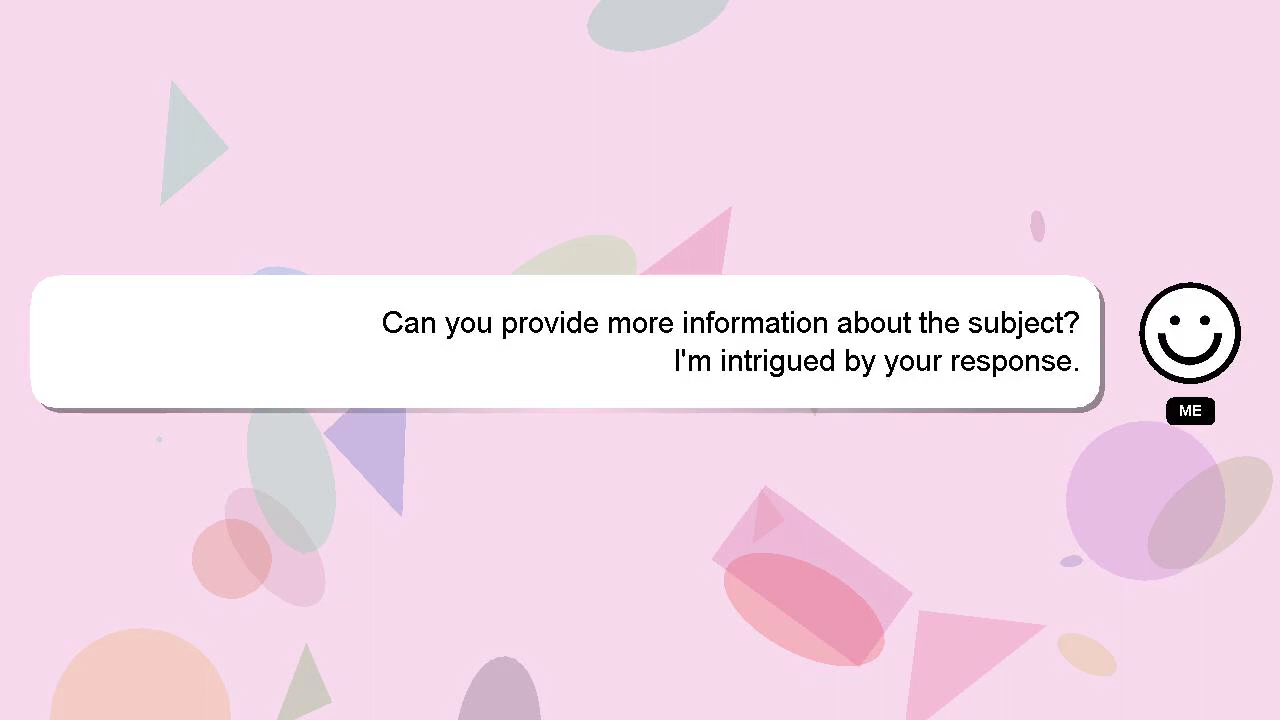 Can you provide more information about the subject?
I'm intrigued by your response.
ME